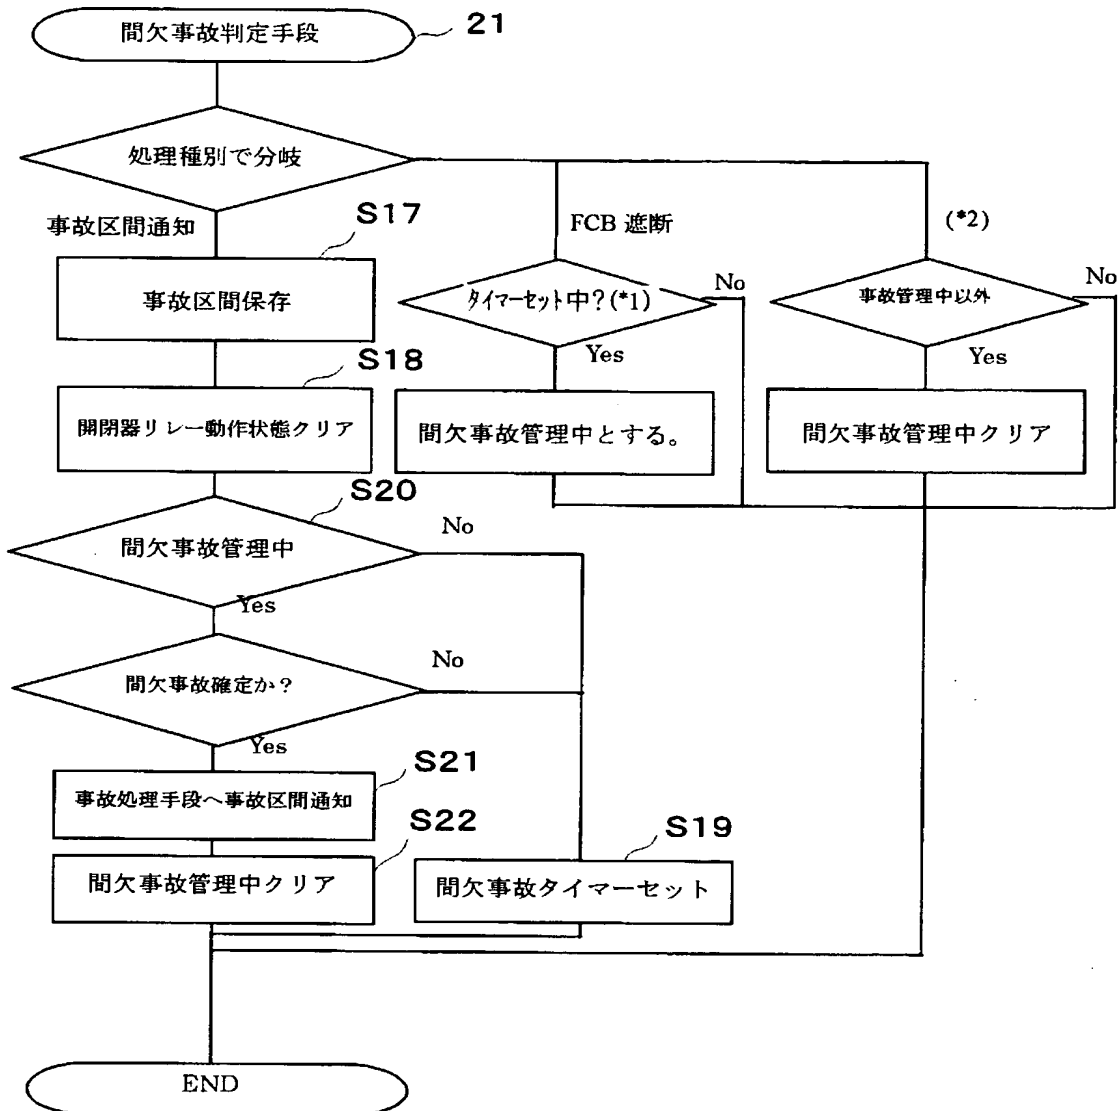 間欠事故判定手段
21
処理種別で分岐
事故区間通知
S17
FCB 遮断
(*2)
事故区間保存
タイマーセット中?(*1)
No
事故管理中以外
No
S18
Yes
Yes
開閉器リレー動作状態クリア
間欠事故管理中とする。
間欠事故管理中クリア
S20
間欠事故管理中
No
Yes
間欠事故確定か?
No
Yes
S21
事故処理手段へ事故区間通知
S22
S19
間欠事故管理中クリア
間欠事故タイマーセット
END